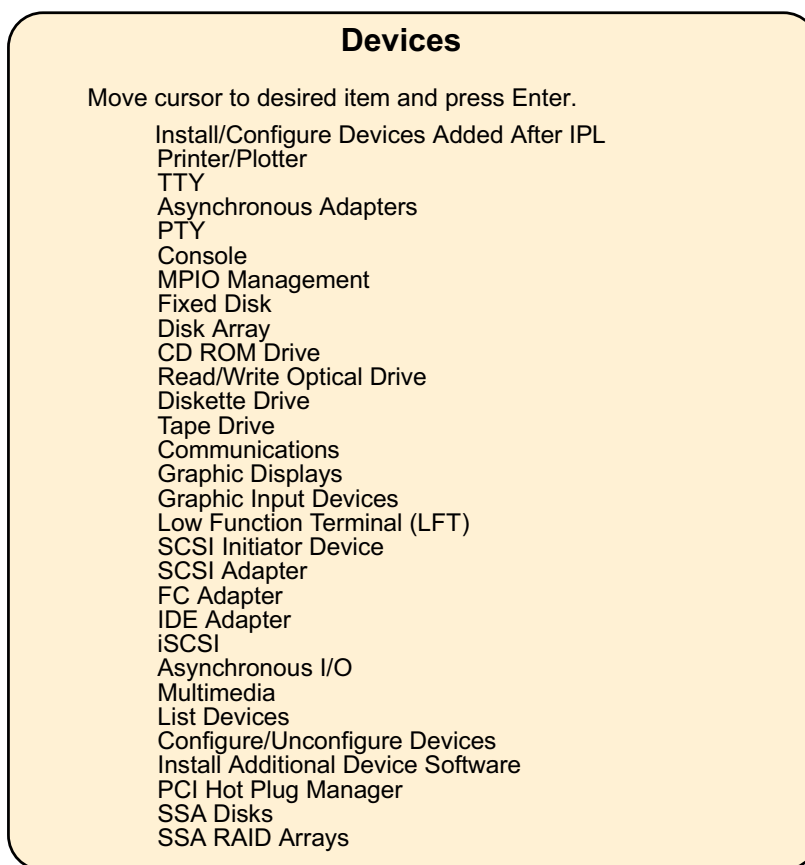 Devices
Move cursor to desired item and press Enter.
Install/Configure Devices Added After IPL
Printer/Plotter
TTY
Asynchronous Adapters
PTY
Console
MPIO Management
Fixed Disk
Disk Array
CD ROM Drive
Read/Write Optical Drive
Diskette Drive
Tape Drive
Communications
Graphic Displays
Graphic Input Devices
Low Function Terminal (LFT)
SCSI Initiator Device
SCSI Adapter
FC Adapter
IDE Adapter
iSCSI
Asynchronous I/O
Multimedia
List Devices
Configure/Unconfigure Devices
Install Additional Device Software
PCI Hot Plug Manager
SSA Disks
SSA RAID Arrays